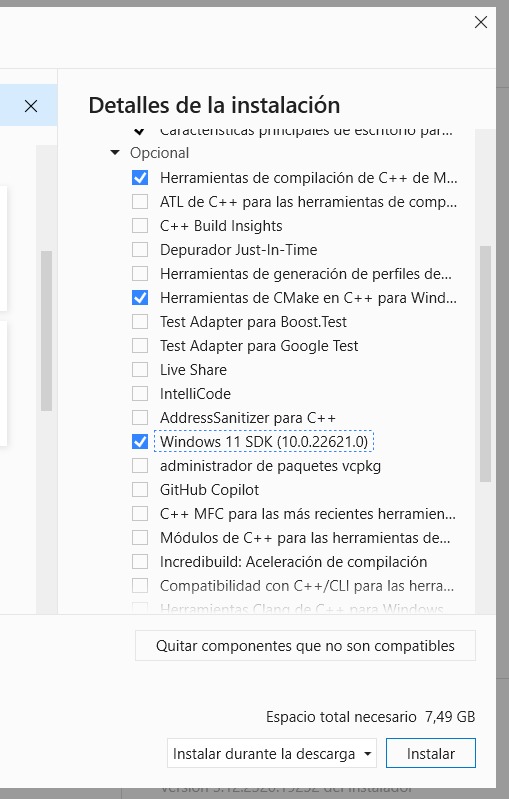 Detalles de la instalación
Características principales de escritorio par...
Opcional
Herramientas de compilación de C++ de M...
ATL de C++ para las herramientas de comp...
C++ Build Insights
Depurador Just-In-Time
Herramientas de generación de perfiles de...
Herramientas de CMake en C++ para Wind...
Test Adapter para Boost.Test
Test Adapter para Google Test
Live Share
IntelliCode
AddressSanitizer para C++
Windows 11 SDK (10.0.22621.0)
administrador de paquetes vcpkg
GitHub Copilot
C++ MFC para las más recientes herramien...
Módulos de C++ para las herramientas de...
Incredibuild: Aceleración de compilación
Compatibilidad con C++/CLI para las herra...
Herramientas Clang de C++ para Windows
Quitar componentes que no son compatibles
Espacio total necesario 7,49 GB
Instalar durante la descarga
Instalar
del instalador